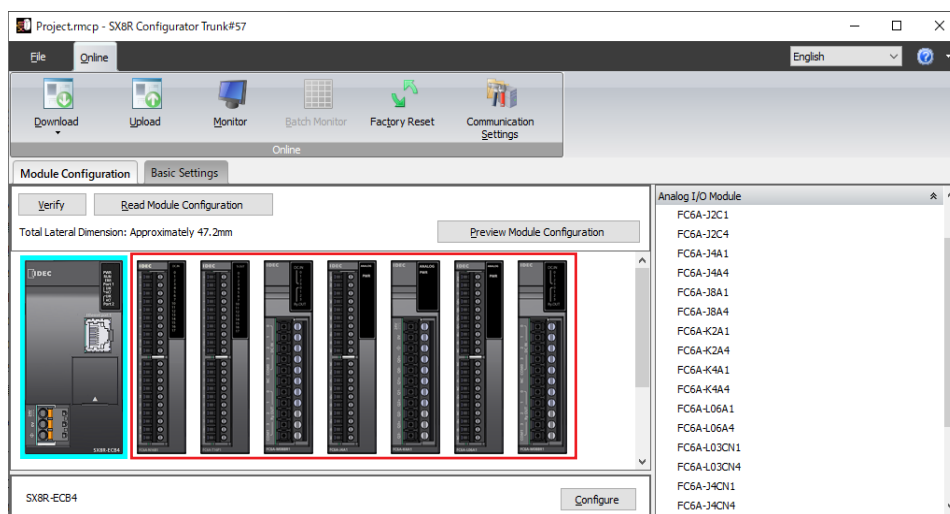 Project.rmcp - SX8R Configurator Trunk#57
File Online English
Download Upload Monitor Batch Monitor Factory Reset Communication Settings
Online
Module Configuration Basic Settings
Verify Read Module Configuration
Total Lateral Dimension: Approximately 47.2mm Preview Module Configuration
IDEC
SX8R-ECB4
SX8R-ECB4 Configure
Analog I/O Module
FC6A-J2C1
FC6A-J2C4
FC6A-J4A1
FC6A-J4A4
FC6A-J8A1
FC6A-J8A4
FC6A-K2A1
FC6A-K2A4
FC6A-K4A1
FC6A-K4A4
FC6A-L06A1
FC6A-L06A4
FC6A-L03CN1
FC6A-L03CN4
FC6A-J4CN1
FC6A-J4CN4